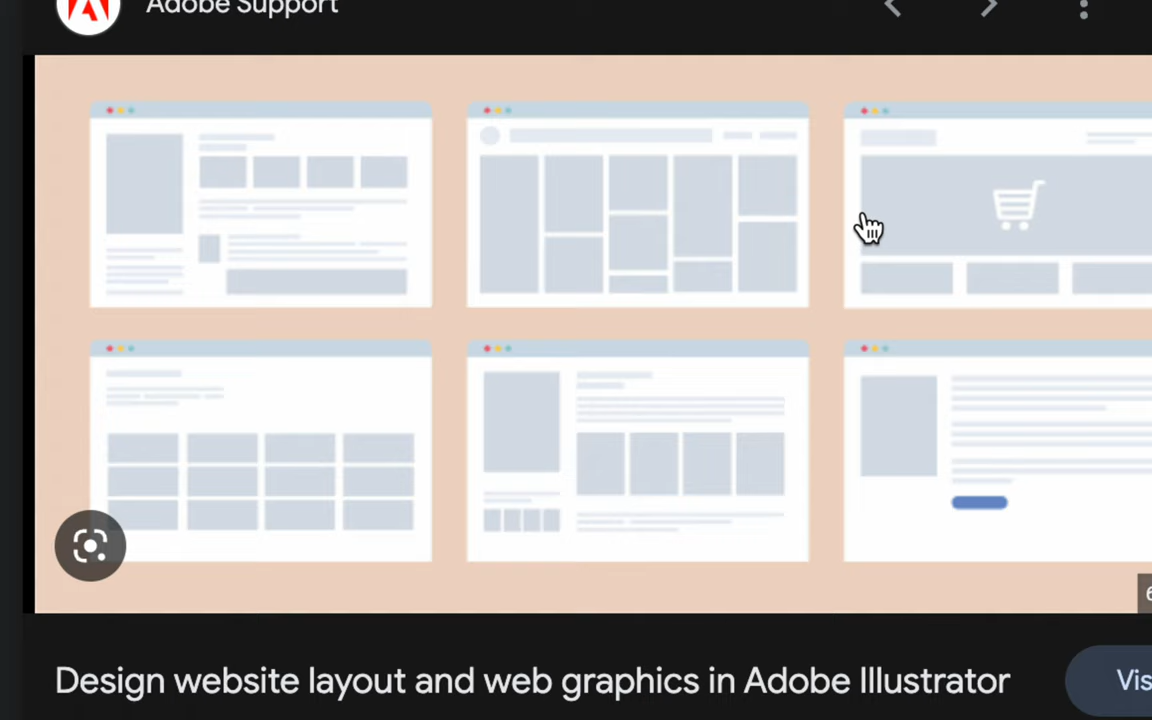 Adobe Support
Design website layout and web graphics in Adobe Illustrator